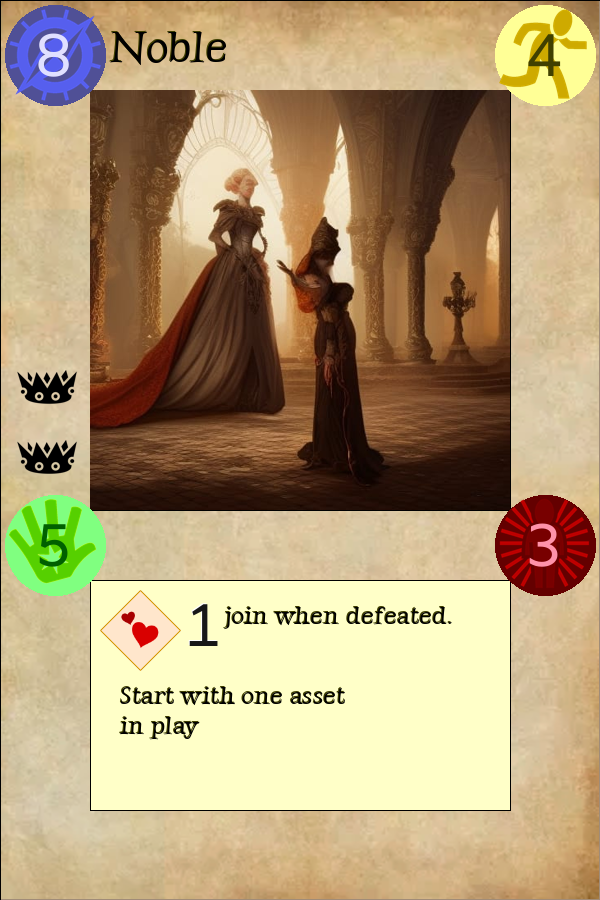 8 Noble 4
5 3
1 join when defeated.
Start with one asset
in play